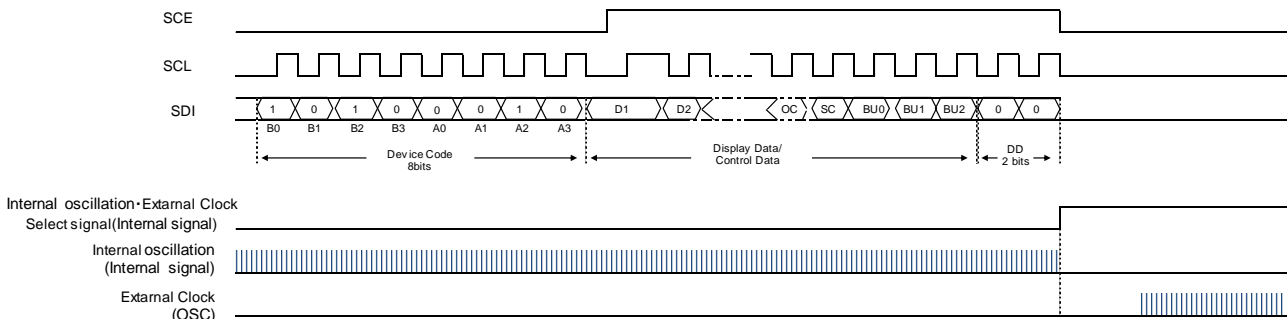 SCE
SCL
SDI
1 0 1 0 0 0 1 0 D1 D2 OC SC BU0 BU1 BU2 0 0
B0 B1 B2 B3 A0 A1 A2 A3
Device Code
8bits
Display Data/
Control Data
DD
2 bits
Internal oscillation・Extarnal Clock
Select signal(Internal signal)
Internal oscillation
(Internal signal)
Extarnal Clock
(OSC)